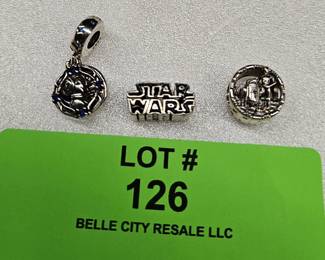 STAR
WARS
LOT #
126
BELLE CITY RESALE LLC